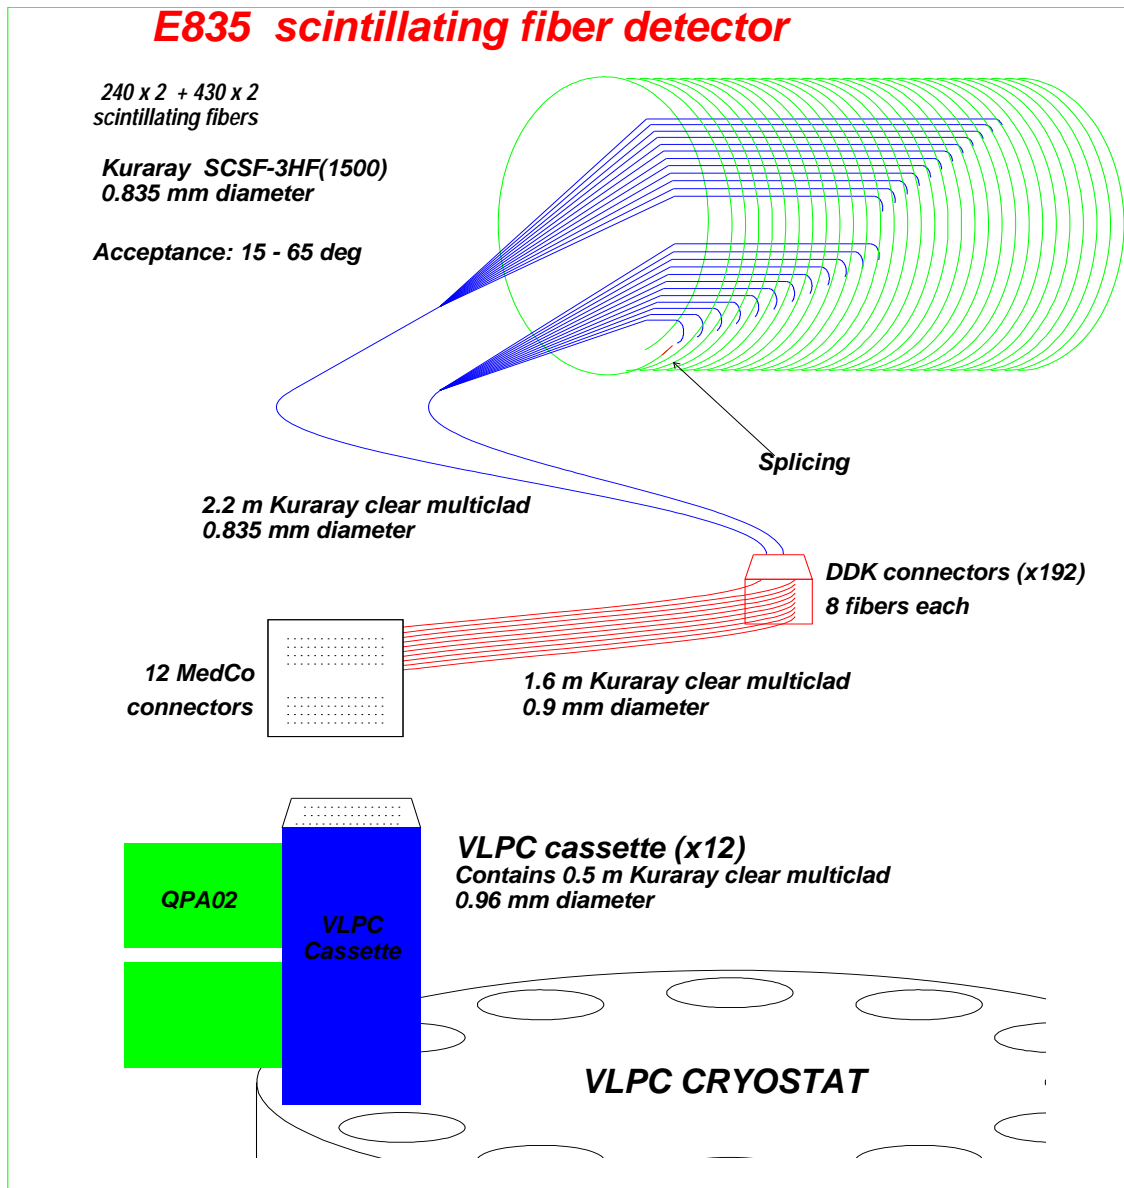 E835 scintillating fiber detector
240 x 2 + 430 x 2
scintillating fibers
Kuraray SCSF-3HF(1500)
0.835 mm diameter
Acceptance: 15 - 65 deg
Splicing
2.2 m Kuraray clear multiclad
0.835 mm diameter
DDK connectors (x192)
8 fibers each
12 MedCo
connectors
1.6 m Kuraray clear multiclad
0.9 mm diameter
VLPC cassette (x12)
Contains 0.5 m Kuraray clear multiclad
0.96 mm diameter
QPA02
VLPC
Cassette
VLPC CRYOSTAT